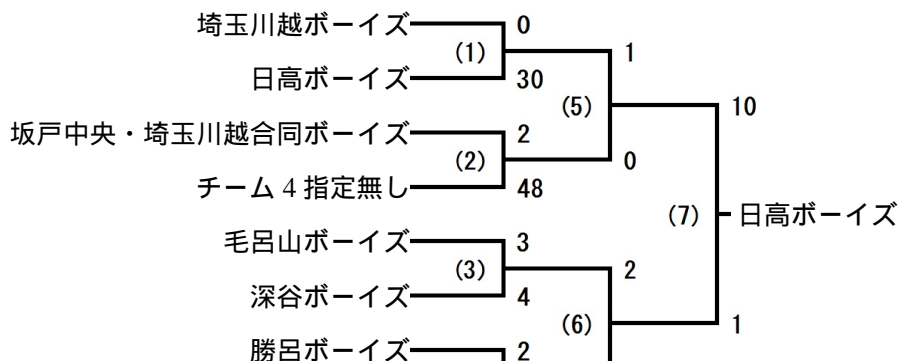 埼玉川越ボーイズ 0
(1) 1
日高ボーイズ 30
(5) 10
坂戸中央・埼玉川越合同ボーイズ 2
(2) 0
チーム 4 指定無し 48
(7) 日高ボーイズ
毛呂山ボーイズ 3
(3) 2
深谷ボーイズ 4
(6) 1
勝呂ボーイズ 2